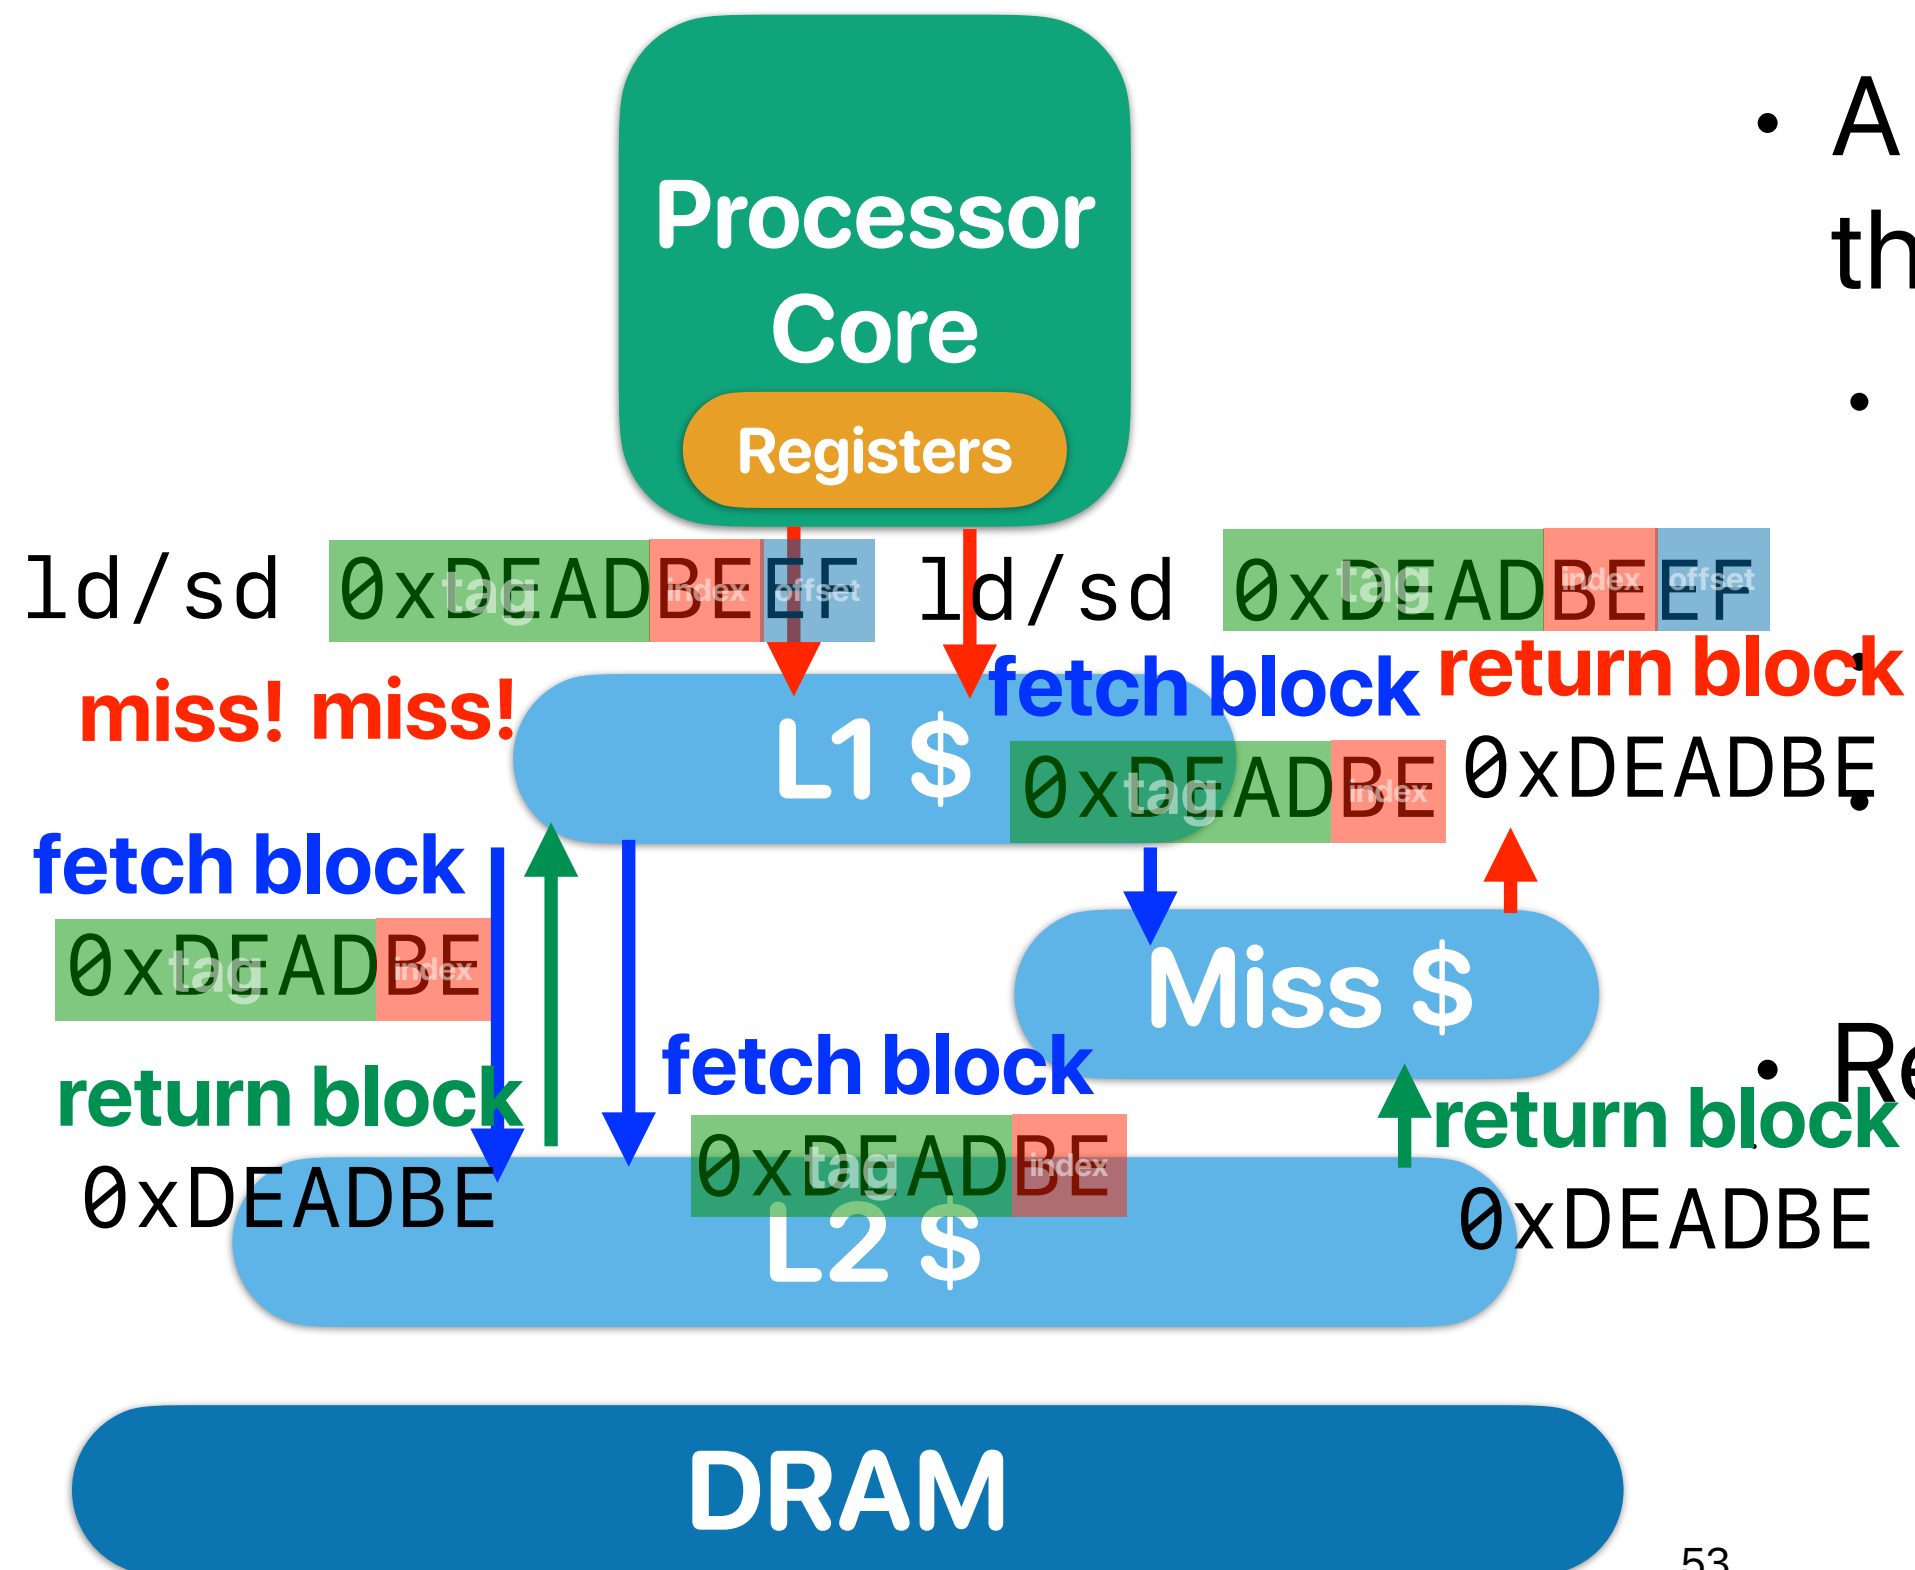 Processor
Core
Registers
• A
th
•
ld/sd 0xDEADBEEF
tag index offset
ld/sd 0xDEADBEEF
tag index offset
miss! miss!
L1 $
fetch block
0xDEADBE
tag index
return block
0xDEADBE
•
•
fetch block
0xDEADBE
tag index
return block
0xDEADBE
Miss $
fetch block
0xDEADBE
tag index
• Re
return block
0xDEADBE
L2 $
DRAM
53